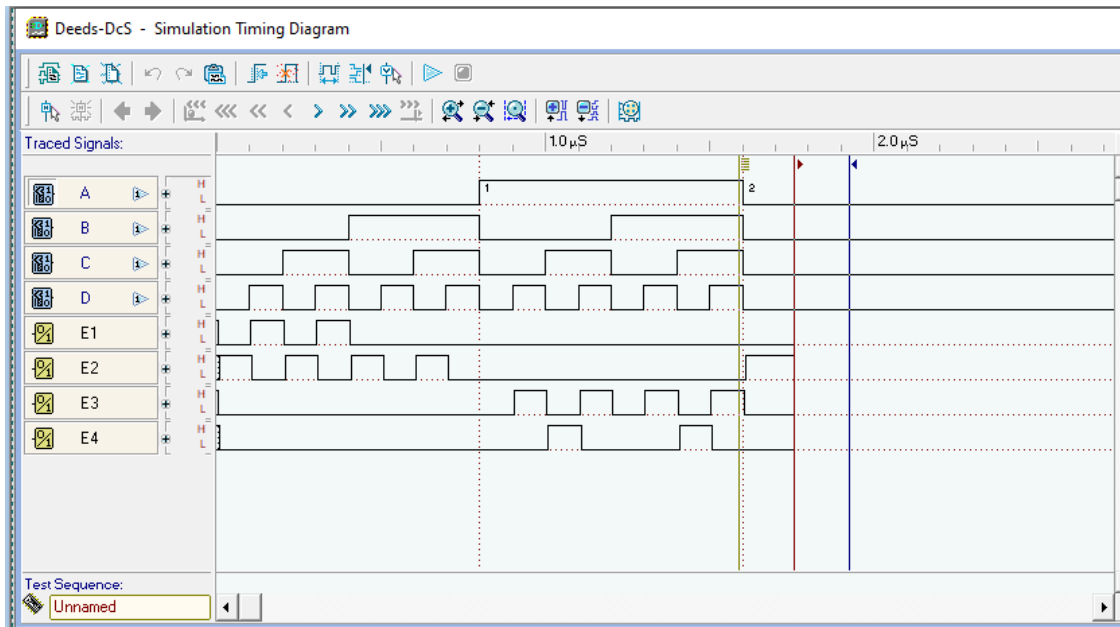 Deeds-DcS - Simulation Timing Diagram
Traced Signals:
1.0 µS
2.0 µS
A
H
L
1
2
B
H
L
C
H
L
D
H
L
E1
H
L
E2
H
L
E3
H
L
E4
H
L
Test Sequence:
Unnamed